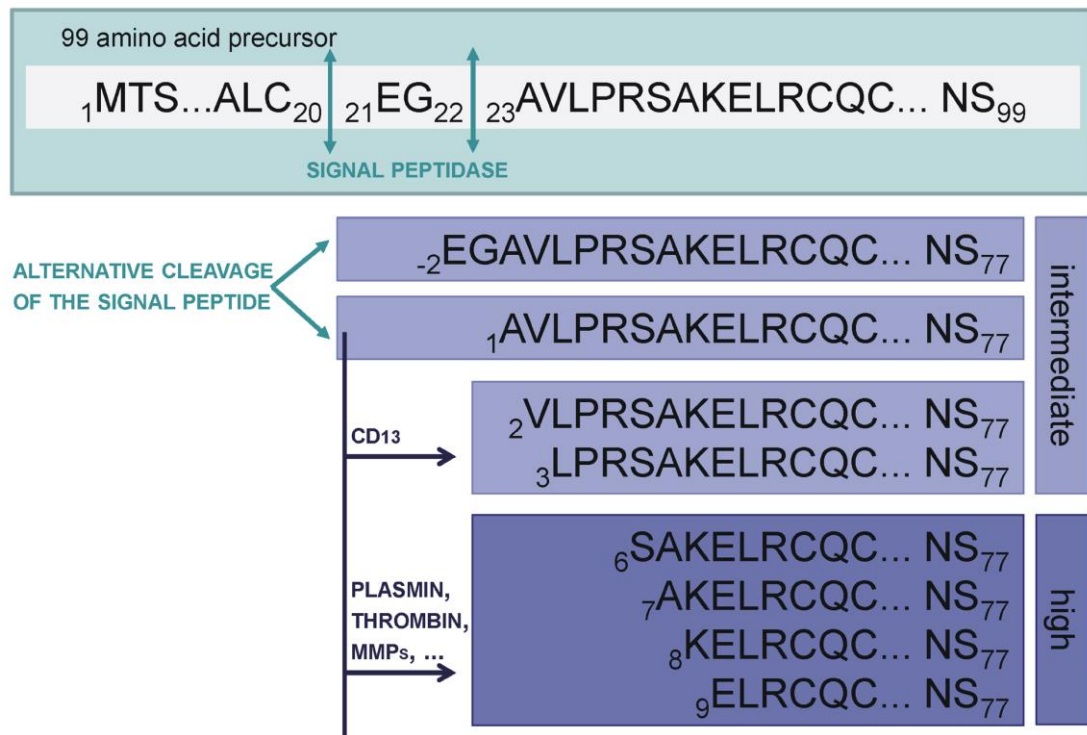 99 amino acid precursor
1MTS...ALC20 21EG22 23AVLPRSAKELRCQC... NS99
SIGNAL PEPTIDASE
ALTERNATIVE CLEAVAGE
OF THE SIGNAL PEPTIDE
-2EGAVLPRSAKELRCQC... NS77
1AVLPRSAKELRCQC... NS77
CD13
2VLPRSAKELRCQC... NS77
3LPRSAKELRCQC... NS77
intermediate
PLASMIN,
THROMBIN,
MMPs, ...
6SAKELRCQC... NS77
7AKELRCQC... NS77
8KELRCQC... NS77
9ELRCQC... NS77
high